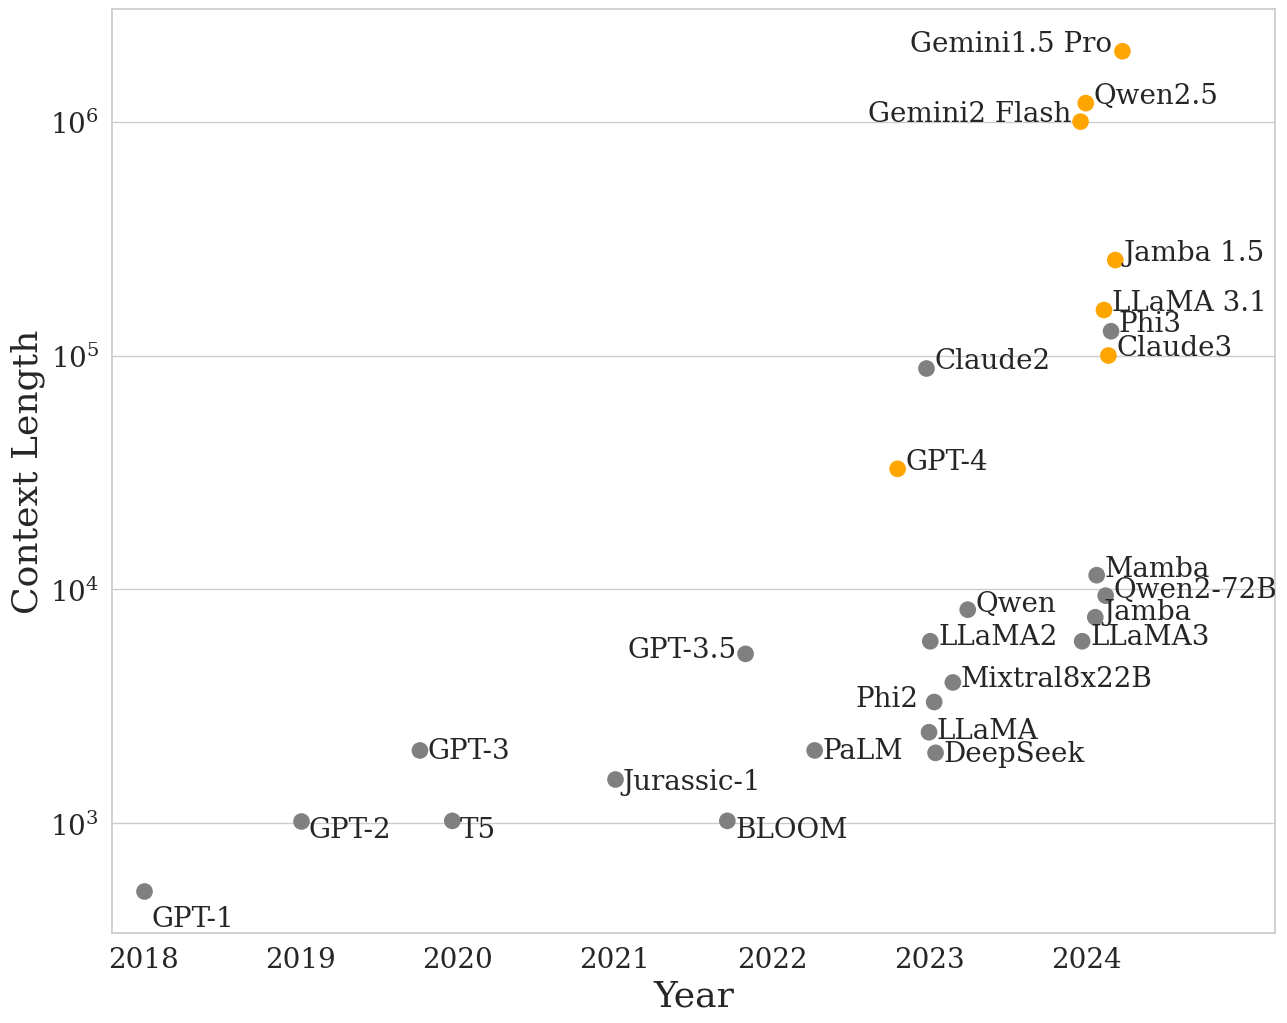 Gemini1.5 Pro
Qwen2.5
Gemini2 Flash
10^6
Jamba 1.5
LLaMA 3.1
Phi3
Claude3
10^5
Claude2
GPT-4
Context Length
Mamba
Qwen2-72B
10^4
Qwen
Jamba
LLaMA2
LLaMA3
GPT-3.5
Mixtral8x22B
Phi2
LLaMA
GPT-3
PaLM
DeepSeek
Jurassic-1
10^3
GPT-2
T5
BLOOM
GPT-1
2018 2019 2020 2021 2022 2023 2024
Year